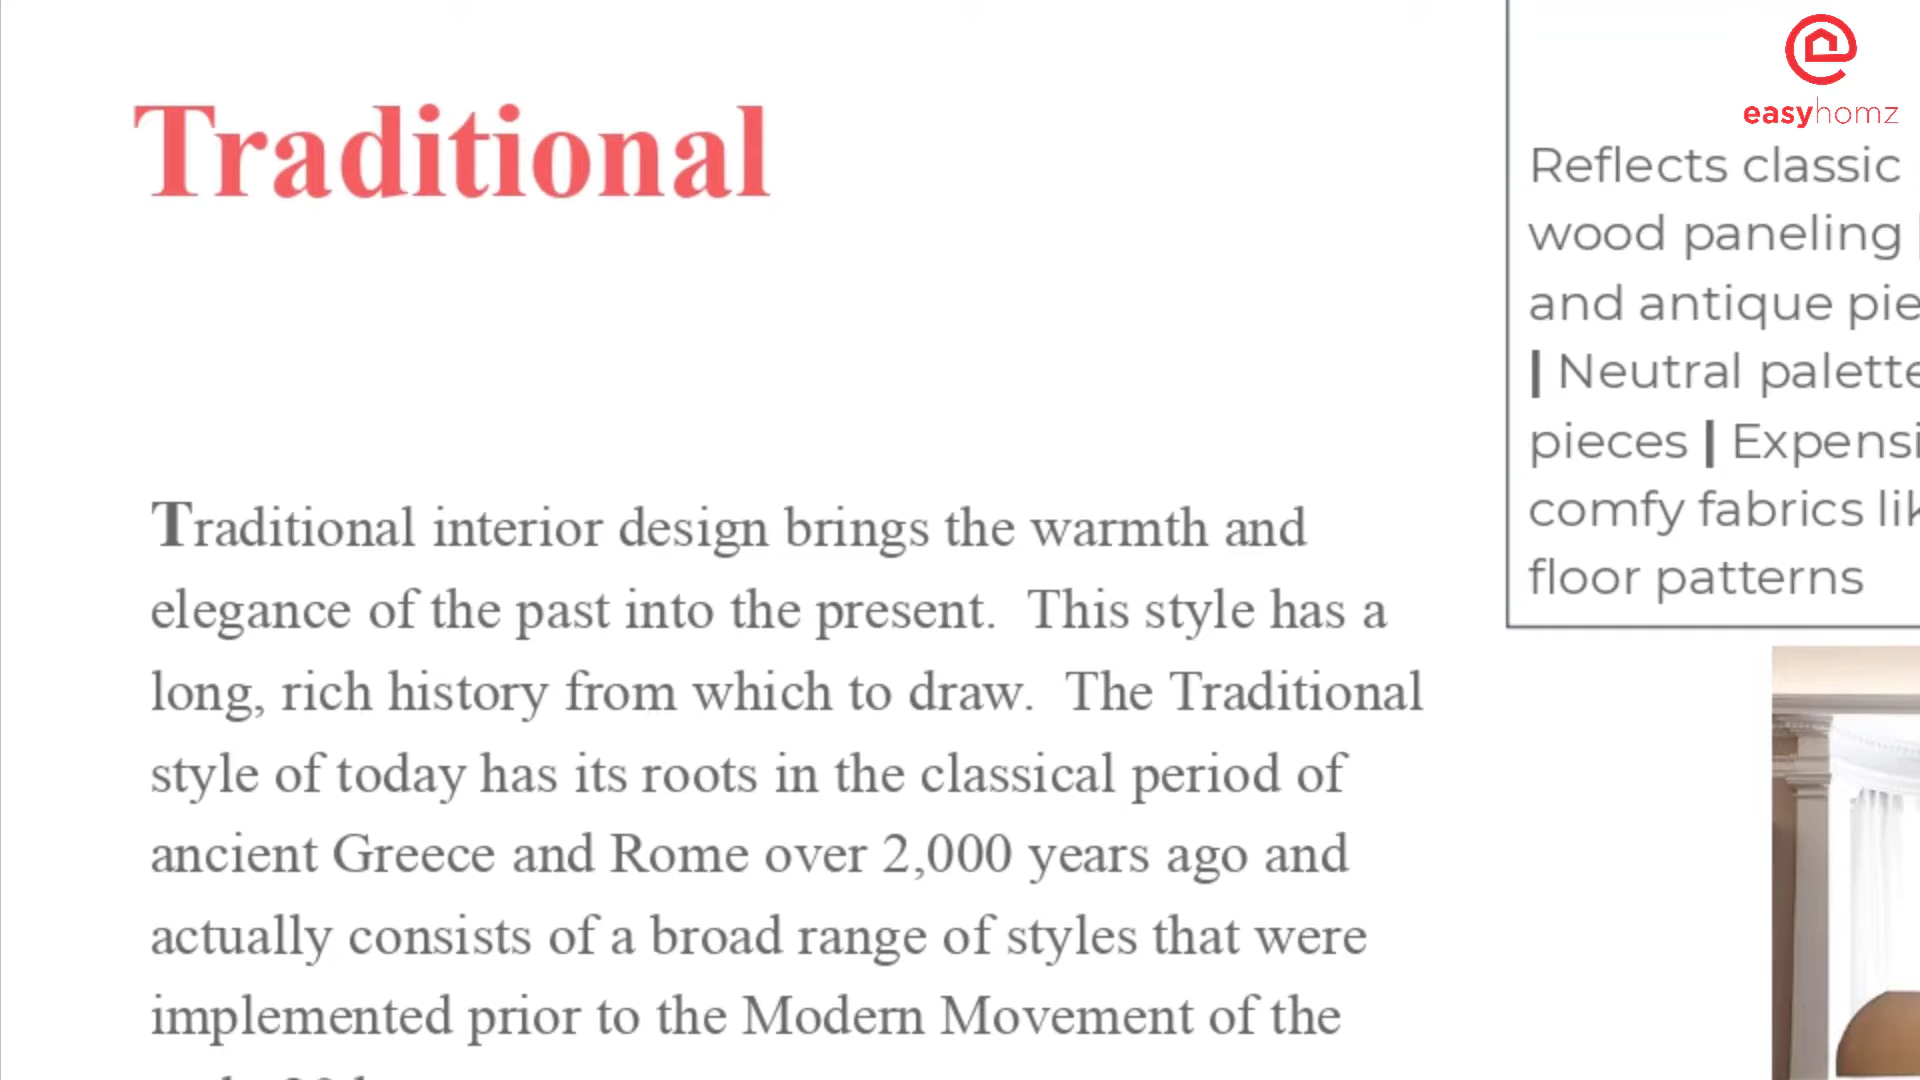 Traditional
Traditional interior design brings the warmth and
elegance of the past into the present.  This style has a
long, rich history from which to draw.  The Traditional
style of today has its roots in the classical period of
ancient Greece and Rome over 2,000 years ago and
actually consists of a broad range of styles that were
implemented prior to the Modern Movement of the
easyhomz
Reflects classic
wood paneling
and antique
| Neutral
pieces |
comfy fabrics
floor patterns